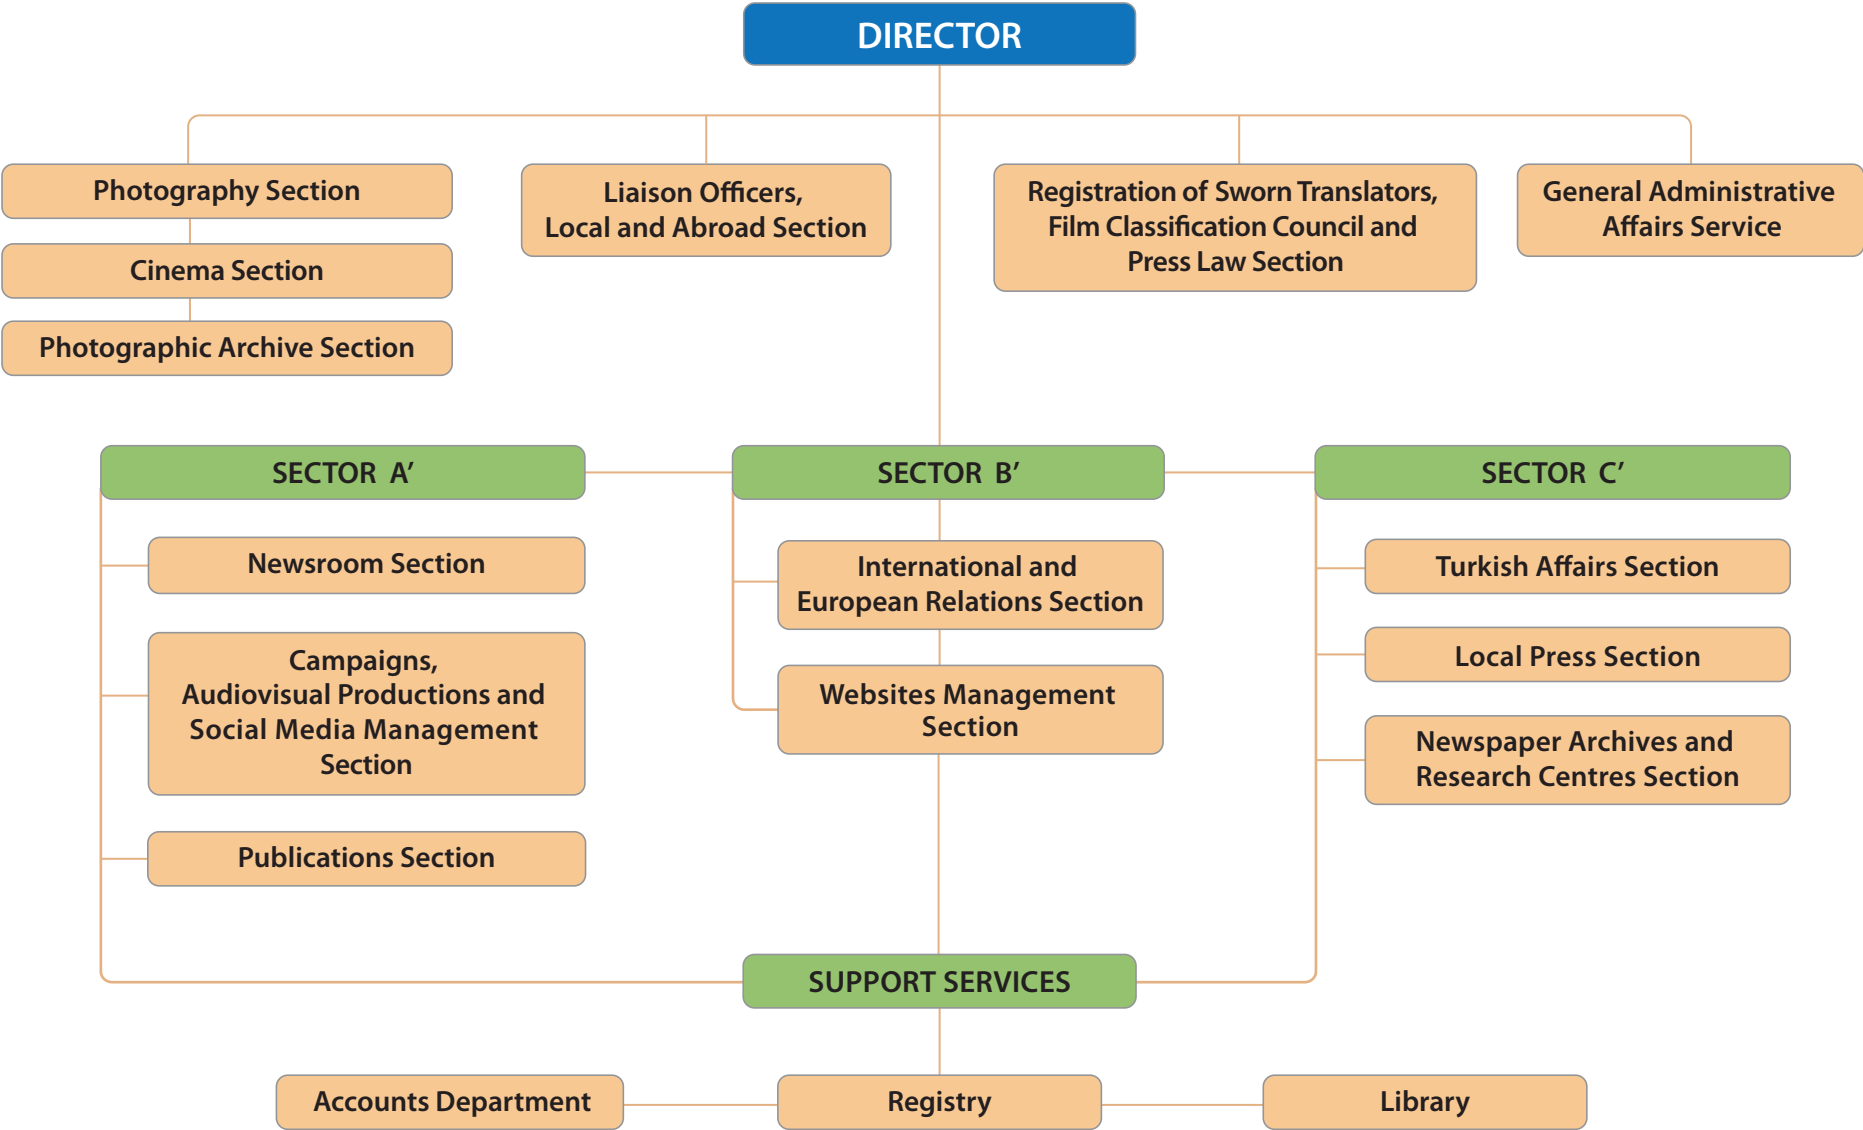 DIRECTOR
Photography Section
Cinema Section
Photographic Archive Section
Liaison Officers,
Local and Abroad Section
Registration of Sworn Translators,
Film Classification Council and
Press Law Section
General Administrative
Affairs Service
SECTOR A’
Newsroom Section
Campaigns,
Audiovisual Productions and
Social Media Management
Section
Publications Section
SECTOR B’
International and
European Relations Section
Websites Management
Section
SECTOR C’
Turkish Affairs Section
Local Press Section
Newspaper Archives and
Research Centres Section
SUPPORT SERVICES
Accounts Department
Registry
Library